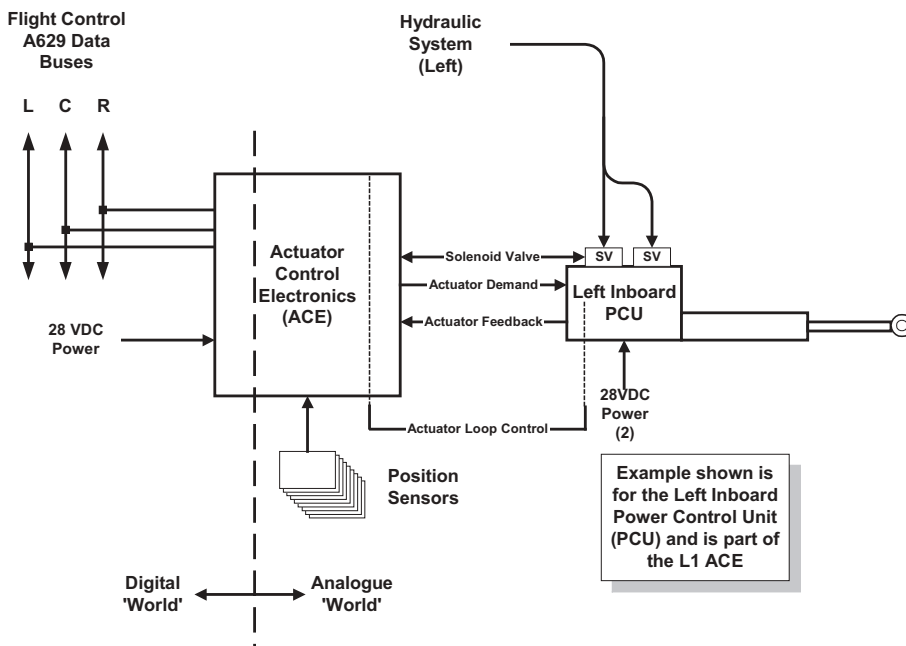 Flight Control
A629 Data
Buses
L C R
Hydraulic
System
(Left)
Actuator
Control
Electronics
(ACE)
28 VDC
Power
Solenoid Valve
Actuator Demand
Actuator Feedback
Actuator Loop Control
SV SV
Left Inboard
PCU
28VDC
Power
(2)
Position
Sensors
Example shown is
for the Left Inboard
Power Control Unit
(PCU) and is part of
the L1 ACE
Digital
'World'
Analogue
'World'